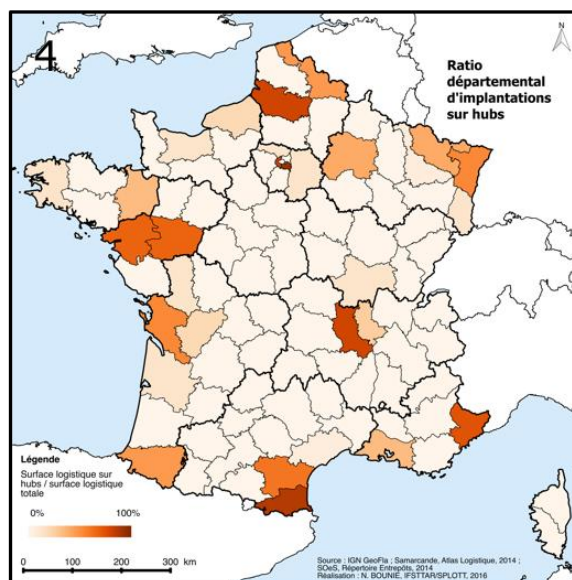 4
N
Ratio
départemental
d'implantations
sur hubs
Légende
Surface logistique sur
hubs / surface logistique
totale
0% 100%
0 100 200 300 km
Source : IGN GeoFla ; Samarcande, Atlas Logistique, 2014 ;
SOeS, Répertoire Entrepôts, 2014
Réalisation : N. BOUNIE, IFSTTAR/SPLOTT, 2016